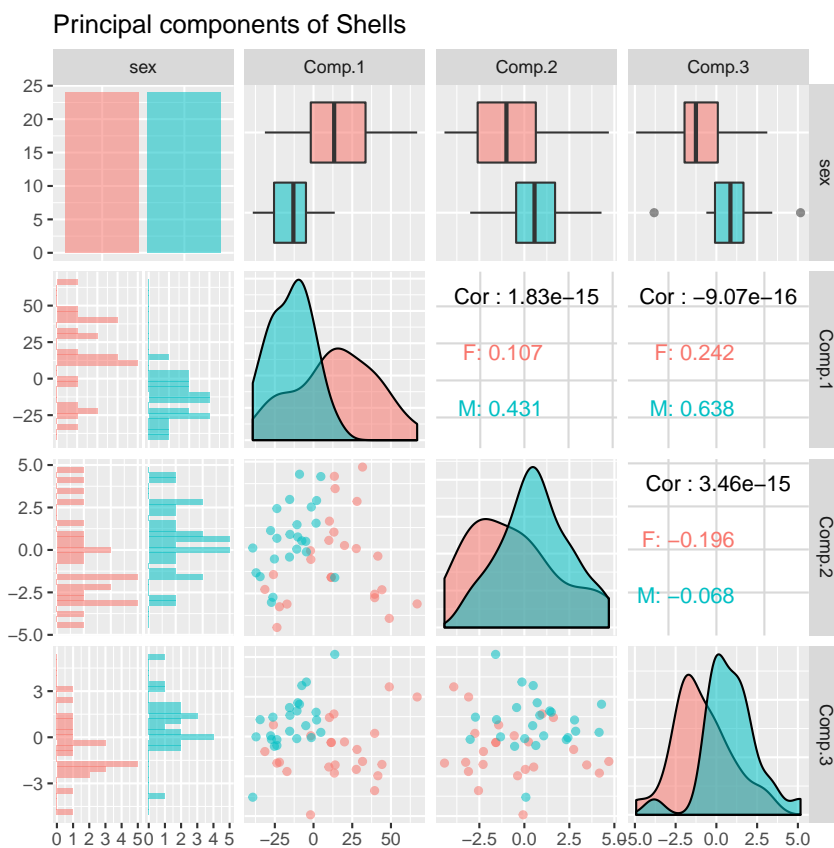 Principal components of Shells
sex Comp.1 Comp.2 Comp.3
25
20
15
10
5
0
sex
50
25
0
−25
Cor : 1.83e−15
F: 0.107
M: 0.431
Cor : −9.07e−16
F: 0.242
M: 0.638
Comp.1
5.0
2.5
0.0
−2.5
−5.0
Cor : 3.46e−15
F: −0.196
M: −0.068
Comp.2
3
0
−3
Comp.3
0 1 2 3 4 5 0 1 2 3 4 5 −25 0 25 50 −2.5 0.0 2.5 5.0 −5.0 −2.5 0.0 2.5 5.0